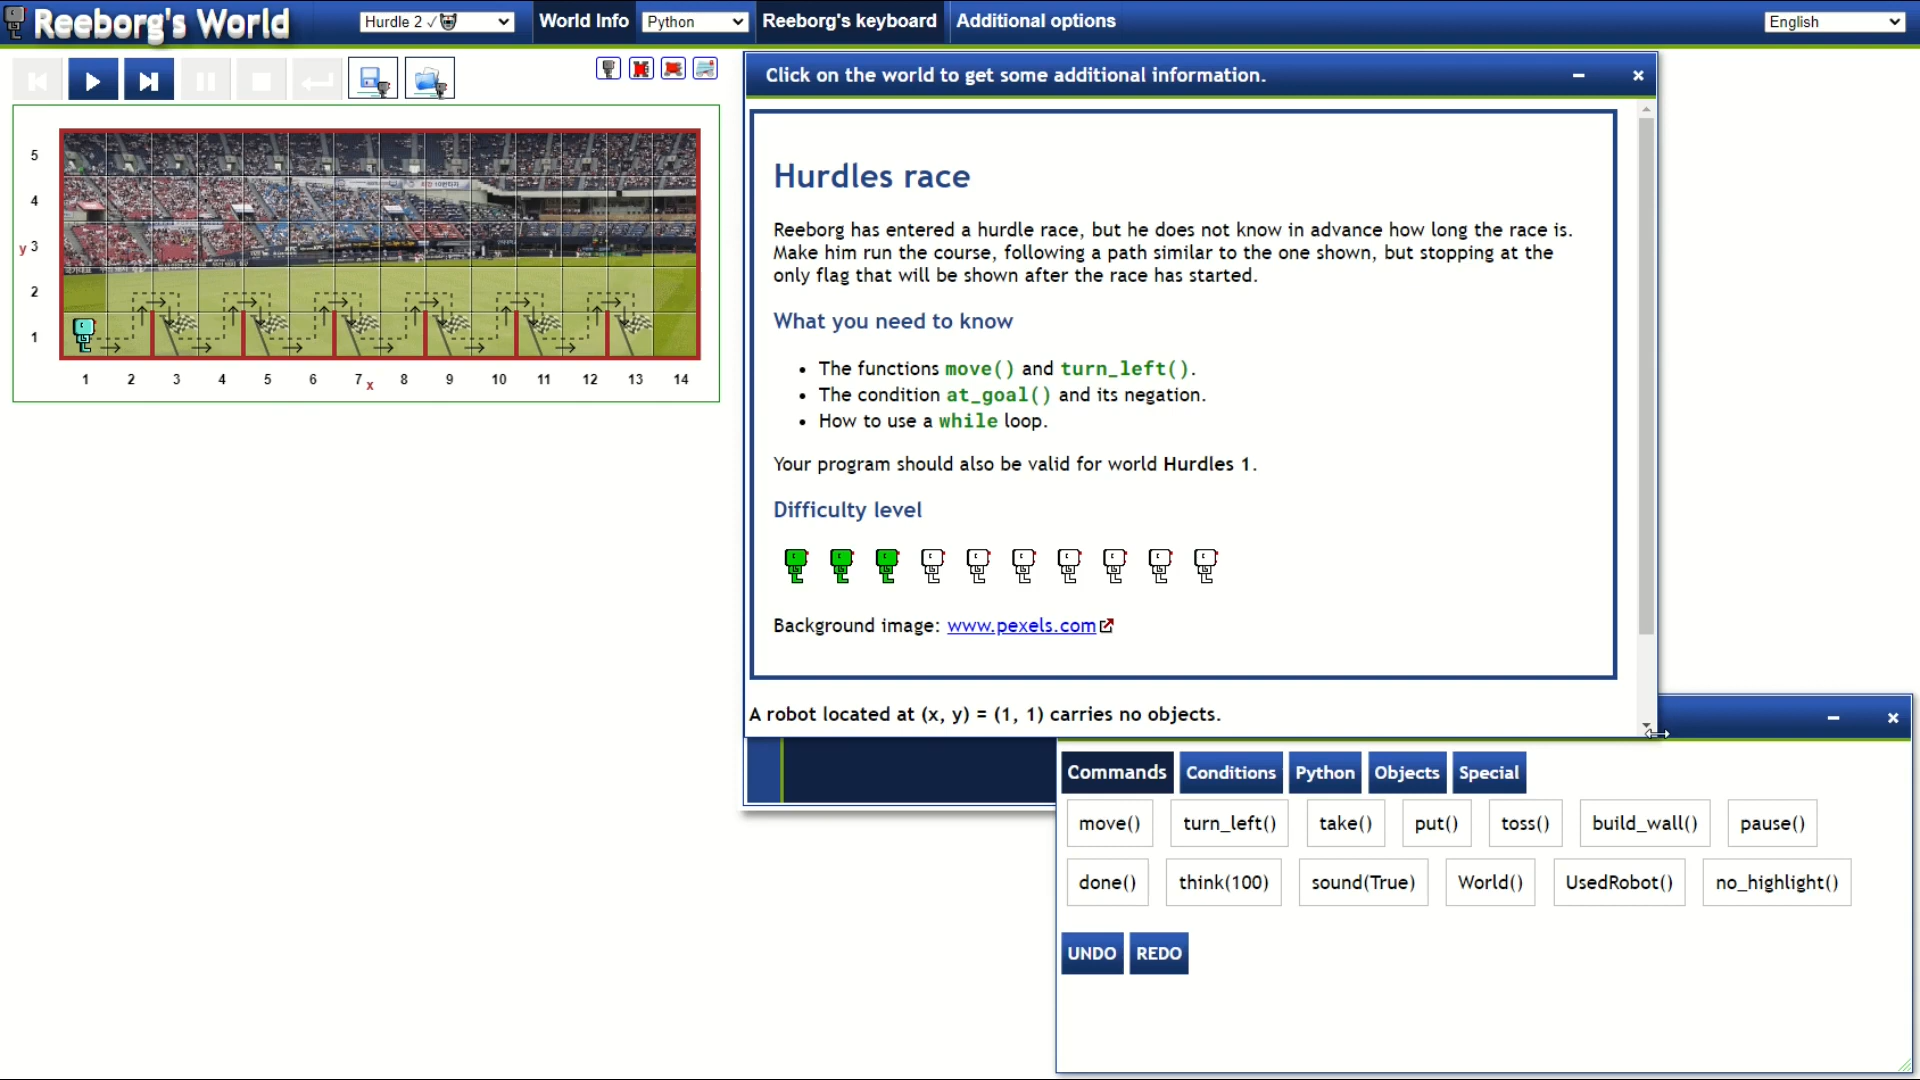 Reeborg's World
Hurdle 2 ✓
World Info
Python
Reeborg's keyboard
Additional options
English
Click on the world to get some additional information.
Hurdles race
Reeborg has entered a hurdle race, but he does not know in advance how long the race is.
Make him run the course, following a path similar to the one shown, but stopping at the
only flag that will be shown after the race has started.
What you need to know
• The functions move() and turn_left().
• The condition at_goal() and its negation.
• How to use a while loop.
Your program should also be valid for world Hurdles 1.
Difficulty level
Background image: www.pexels.com
A robot located at (x, y) = (1, 1) carries no objects.
5
4
y 3
2
1
1 2 3 4 5 6 7 x 8 9 10 11 12 13 14
Commands Conditions Python Objects Special
move() turn_left() take() put() toss() build_wall() pause()
done() think(100) sound(True) World() UsedRobot() no_highlight()
UNDO REDO